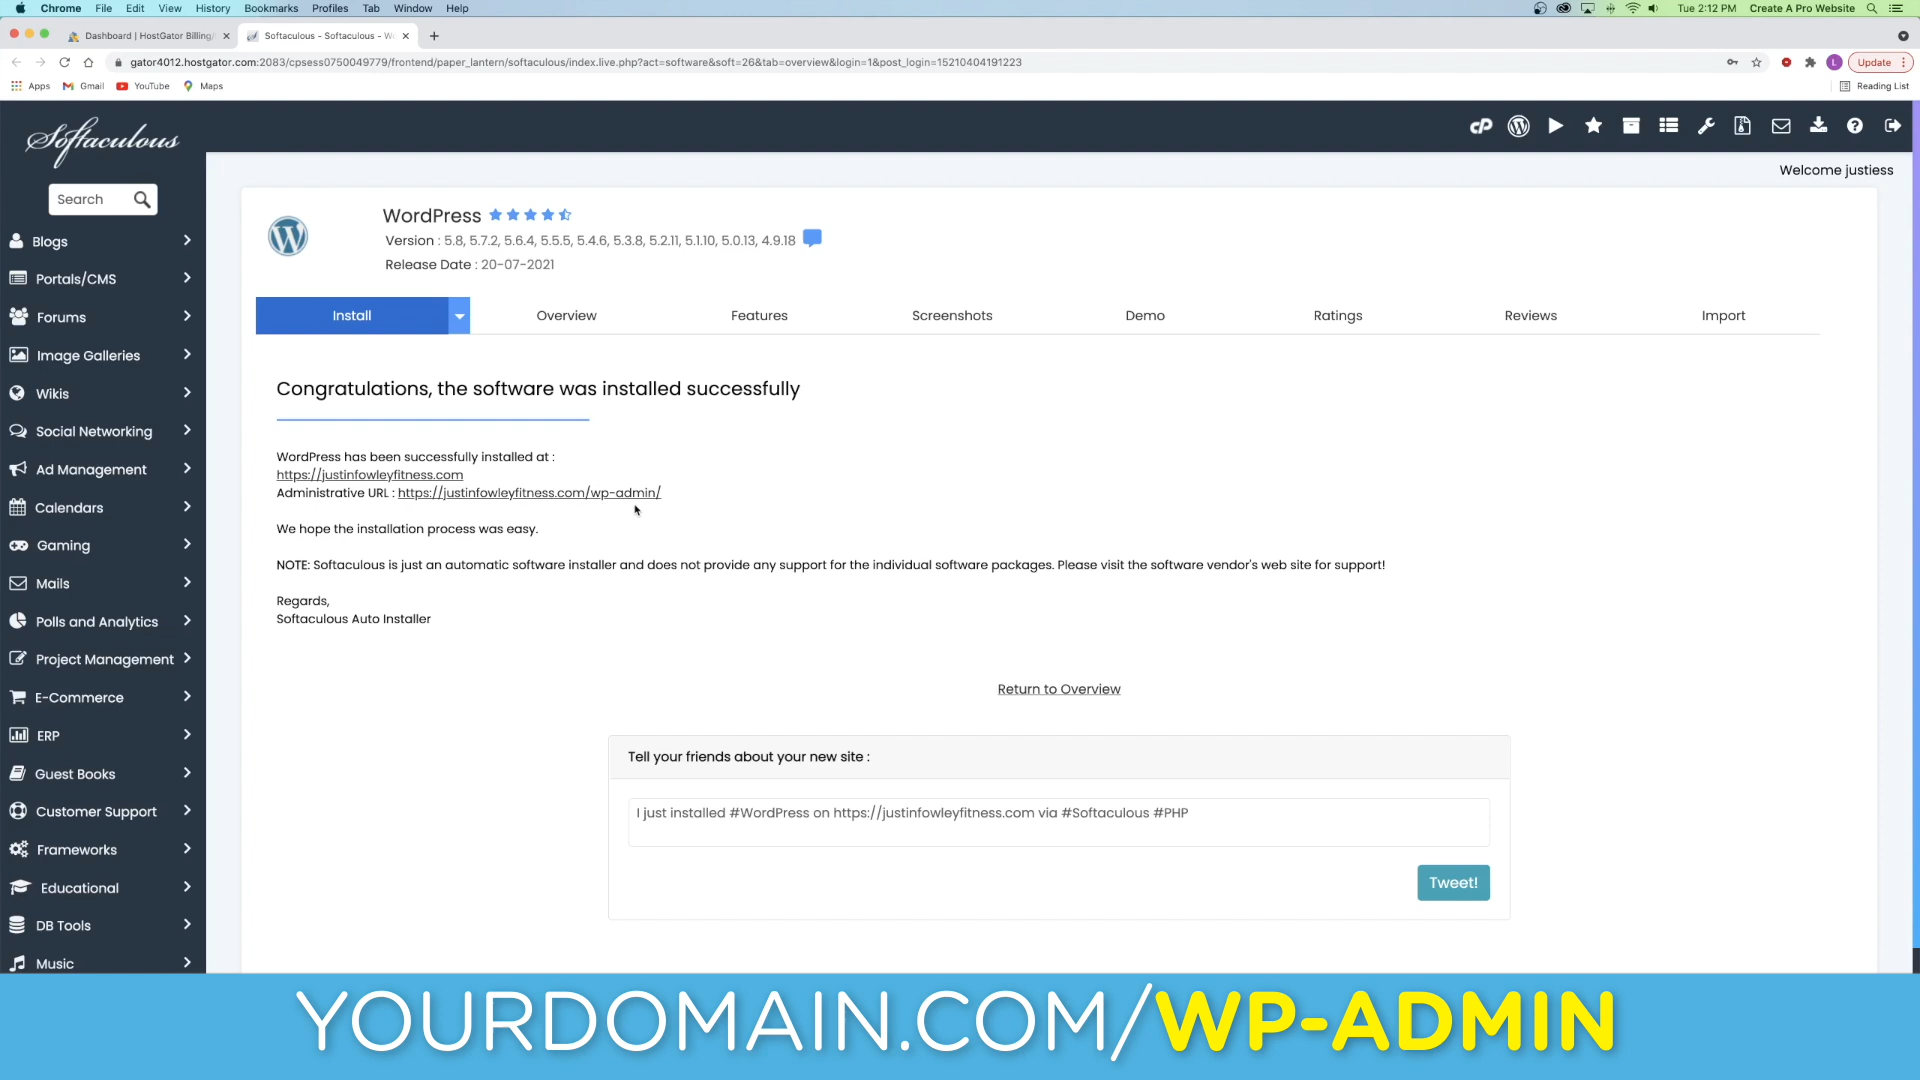 Chrome File Edit View History Bookmarks Profiles Tab Window Help Tue 2:12 PM Create A Pro Website
Dashboard | HostGator Billing/ Softaculous - Softaculous - W
gator4012.hostgator.com:2083/cpsess0750049779/frontend/paper_lantern/softaculous/index.live.php?act=software&soft=26&tab=overview&login=1&post_login=15210404191223 L Update
Apps Gmail YouTube Maps Reading List
Softaculous
Welcome justiess
Search
Blogs
Portals/CMS
Forums
Image Galleries
Wikis
Social Networking
Ad Management
Calendars
Gaming
Mails
Polls and Analytics
Project Management
E-Commerce
ERP
Guest Books
Customer Support
Frameworks
Educational
DB Tools
Music
WordPress
Version : 5.8, 5.7.2, 5.6.4, 5.5.5, 5.4.6, 5.3.8, 5.2.11, 5.1.10, 5.0.13, 4.9.18
Release Date : 20-07-2021
Install Overview Features Screenshots Demo Ratings Reviews Import
Congratulations, the software was installed successfully
WordPress has been successfully installed at :
https://justinfowleyfitness.com
Administrative URL : https://justinfowleyfitness.com/wp-admin/
We hope the installation process was easy.
NOTE: Softaculous is just an automatic software installer and does not provide any support for the individual software packages. Please visit the software vendor's web site for support!
Regards,
Softaculous Auto Installer
Return to Overview
Tell your friends about your new site :
I just installed #WordPress on https://justinfowleyfitness.com via #Softaculous #PHP
Tweet!
YOURDOMAIN.COM/WP-ADMIN